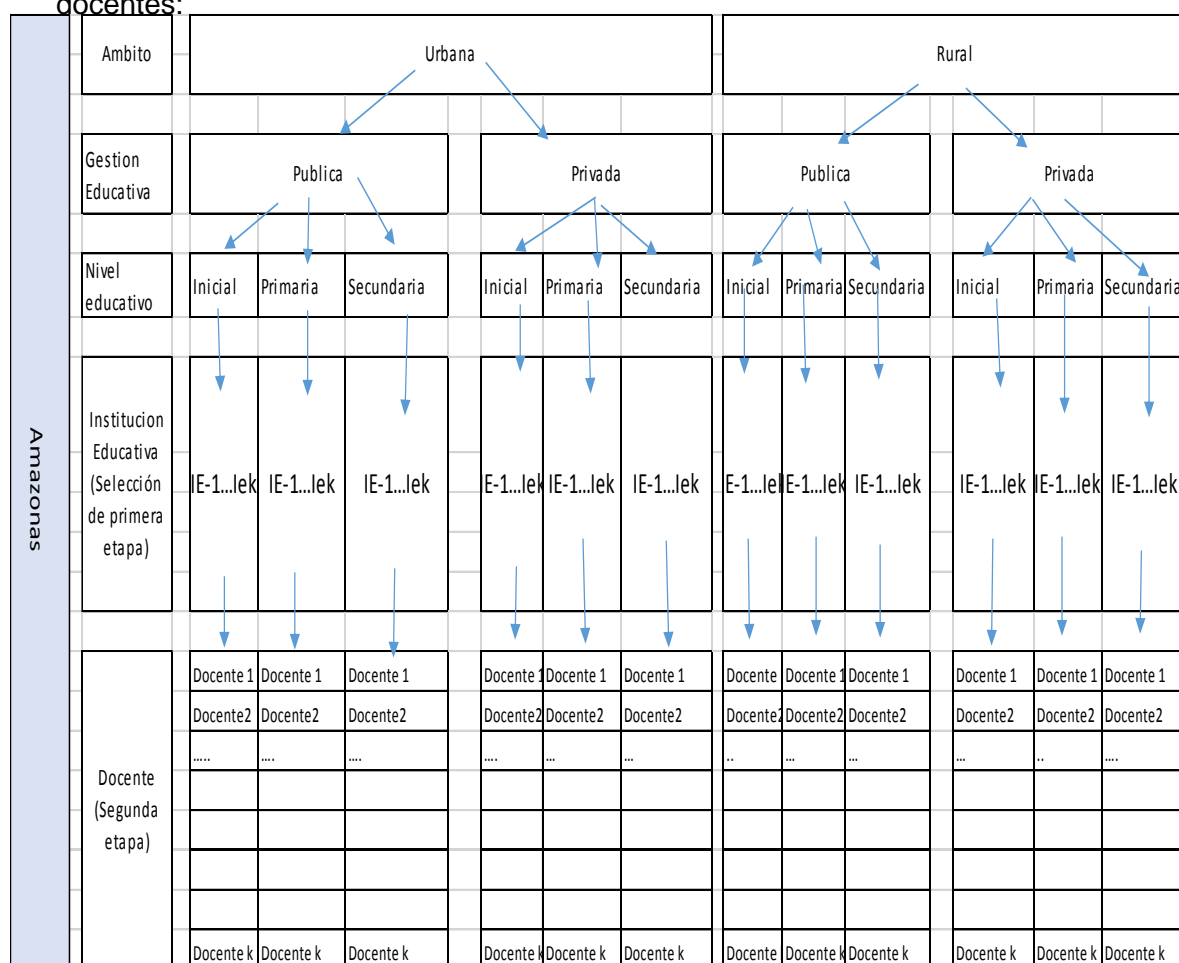 docentes:
Ambito
Urbana
Rural
Gestion
Educativa
Publica
Privada
Publica
Privada
Nivel
educativo
Inicial
Primaria
Secundaria
Inicial
Primaria
Secundaria
Inicial
Primaria
Secundaria
Inicial
Primaria
Secundaria
Amazonas
Institucion
Educativa
(Selección
de primera
etapa)
IE-1...Iek
IE-1...Iek
IE-1...Iek
E-1...Iek
IE-1...Iek
IE-1...Iek
E-1...Iel
E-1...Iek
IE-1...Iek
IE-1...Iek
IE-1...Iek
IE-1...Iek
Docente
(Segunda
etapa)
Docente 1
Docente 1
Docente 1
Docente 1
Docente 1
Docente 1
Docente
Docente 1
Docente 1
Docente 1
Docente 1
Docente 1
Docente2
Docente2
Docente2
Docente2
Docente2
Docente2
Docente2
Docente2
Docente2
Docente2
Docente2
Docente2
.....
....
....
....
...
...
..
...
...
...
..
....
Docente k
Docente k
Docente k
Docente k
Docente k
Docente k
Docente
Docente k
Docente k
Docente k
Docente k
Docente k